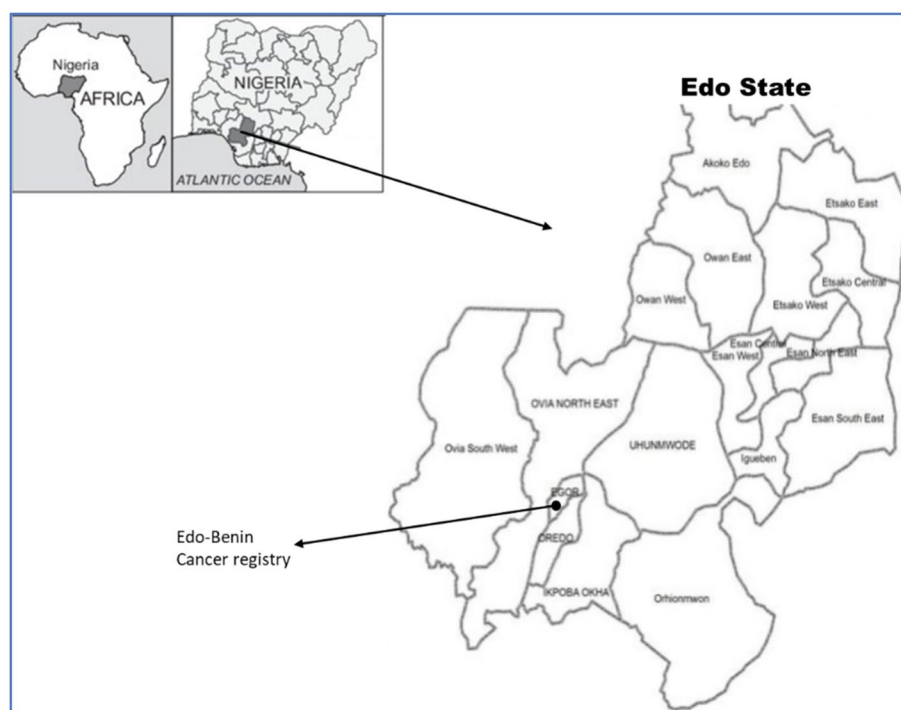 Nigeria
AFRICA
NIGERIA
ATLANTIC OCEAN
Edo State
Akoko Edo
Etsako East
Owan East
Etsako Central
Owan West
Etsako West
Esan Central
Esan West
Esan North East
OVIA NORTH EAST
Esan South East
Ovia South West
UHUNMWODE
Igueben
EGOR
Edo-Benin
Cancer registry
OREDO
IKPOBA OKHA
Orhionmwon